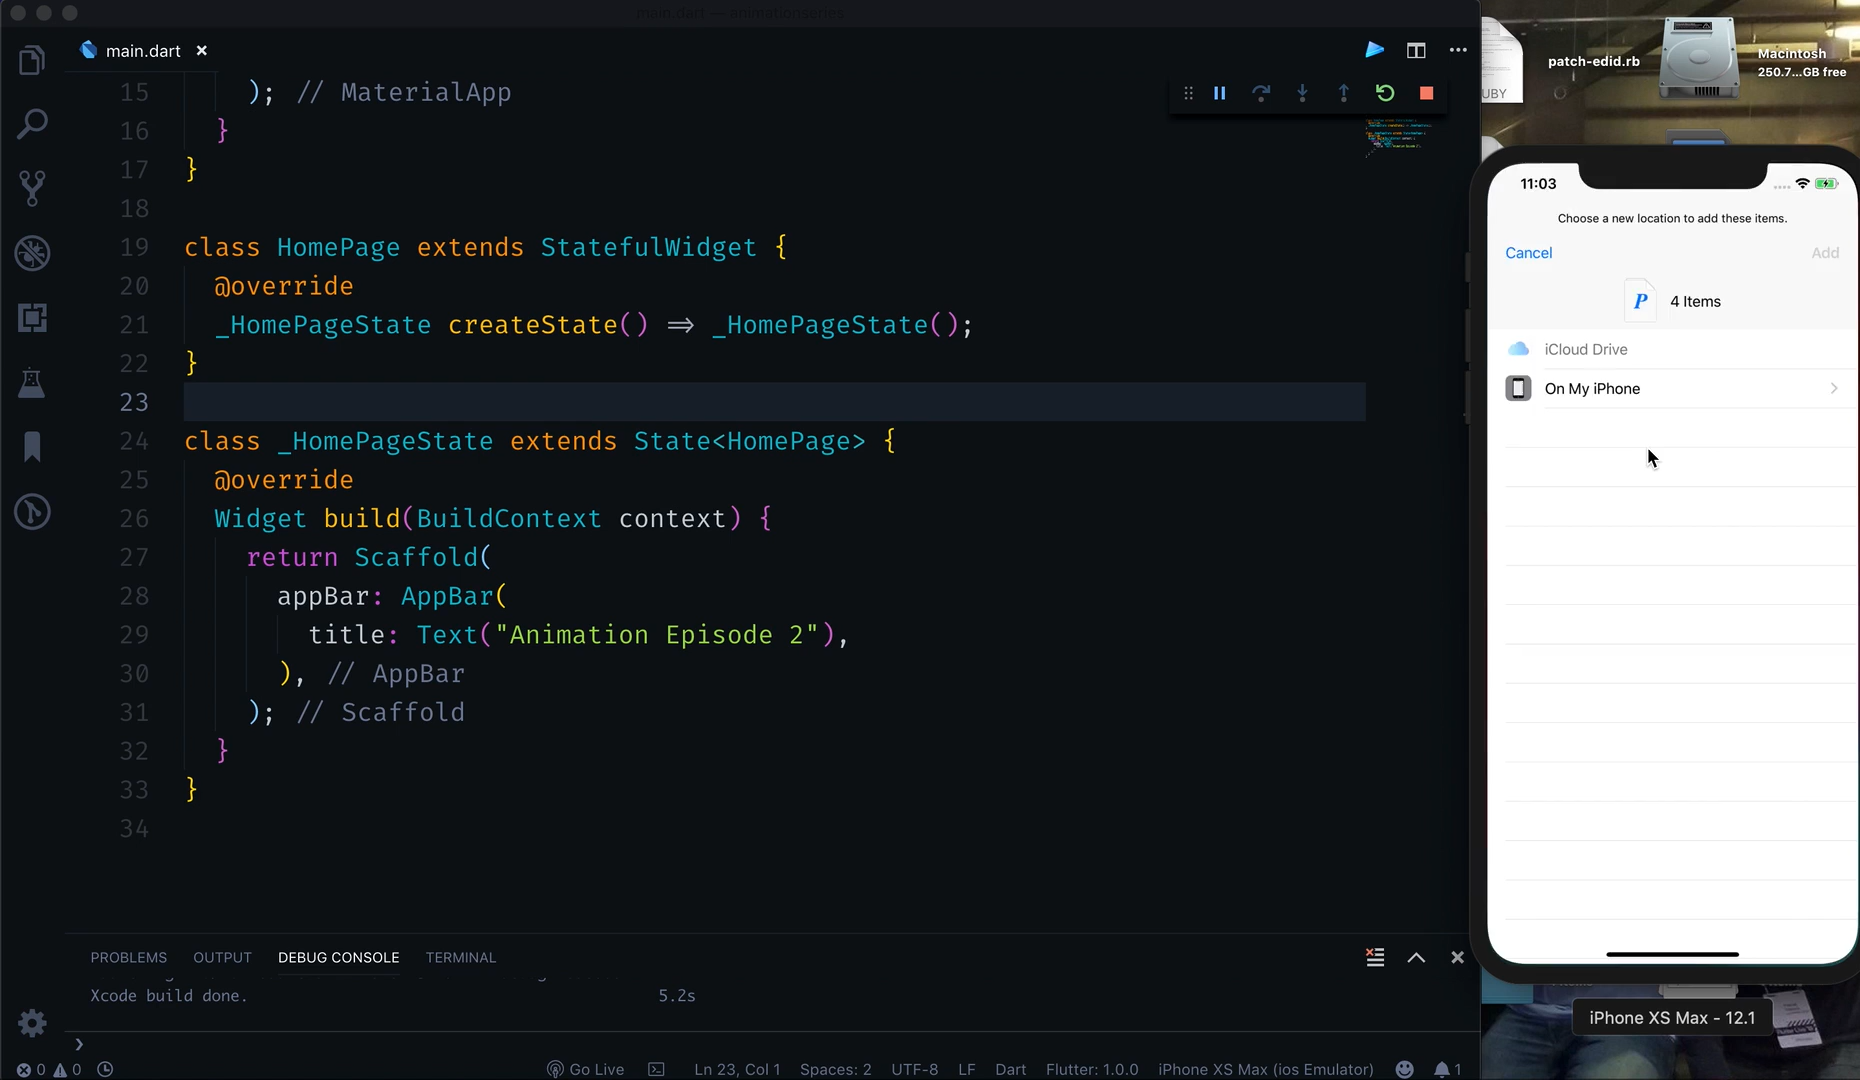 main.dart — animationseries
main.dart
15 ); // MaterialApp
16 }
17 }
18
19 class HomePage extends StatefulWidget {
20 @override
21 _HomePageState createState() => _HomePageState();
22 }
23
24 class _HomePageState extends State<HomePage> {
25 @override
26 Widget build(BuildContext context) {
27 return Scaffold(
28 appBar: AppBar(
29 title: Text("Animation Episode 2"),
30 ), // AppBar
31 ); // Scaffold
32 }
33 }
34
PROBLEMS OUTPUT DEBUG CONSOLE TERMINAL
Xcode build done. 5.2s
0 0 Go Live Ln 23, Col 1 Spaces: 2 UTF-8 LF Dart Flutter: 1.0.0 iPhone XS Max (ios Emulator) 1
patch-edid.rb
UBY
Macintosh
250.7...GB free
11:03
Choose a new location to add these items.
Cancel Add
P 4 Items
iCloud Drive
On My iPhone
iPhone XS Max - 12.1